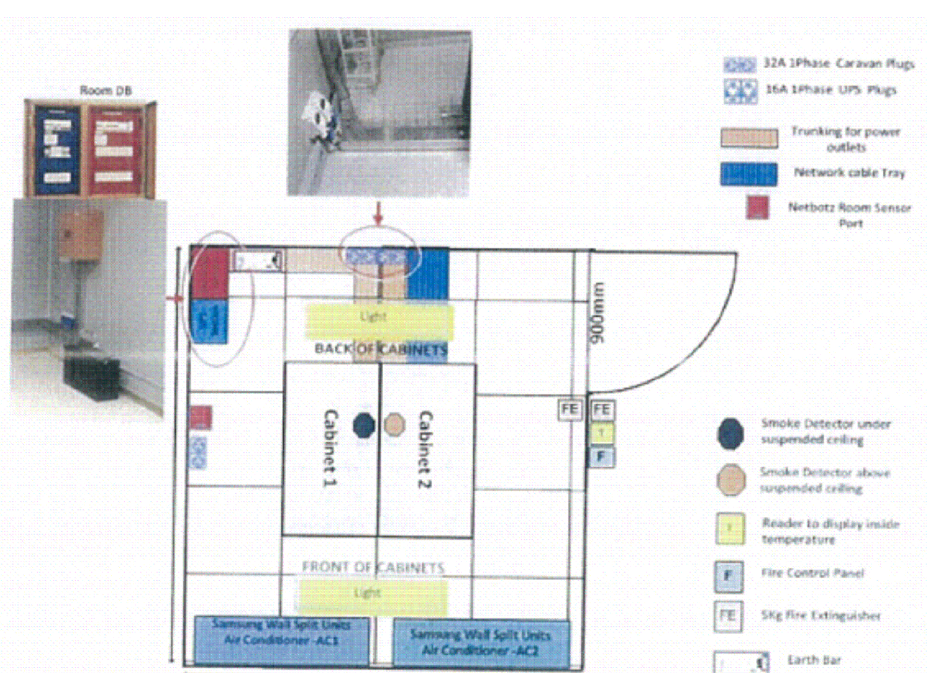 Room DB
32A 1Phase Caravan Plugs
16A 1Phase UPS Plugs
Trunking for power
outlets
Network cable Tray
Netbotz Room Sensor
Port
900mm
Light
BACK OF CABINETS
Cabinet 1
Cabinet 2
FE
FE
T
F
FRONT OF CABINETS
Light
Samsung Wall Split Units
Air Conditioner -AC1
Samsung Wall Split Units
Air Conditioner -AC2
Smoke Detector under
suspended ceiling
Smoke Detector above
suspended ceiling
T
Reader to display inside
temperature
F
Fire Control Panel
FE
5Kg Fire Extinguisher
Earth Bar